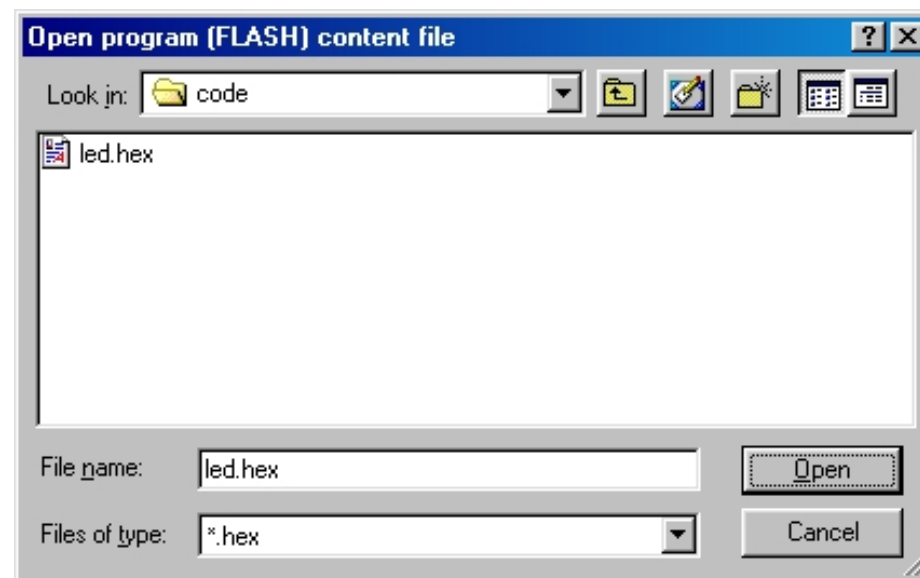 Open program (FLASH) content file
Look in: code
led.hex
File name: led.hex Open
Files of type: *.hex Cancel